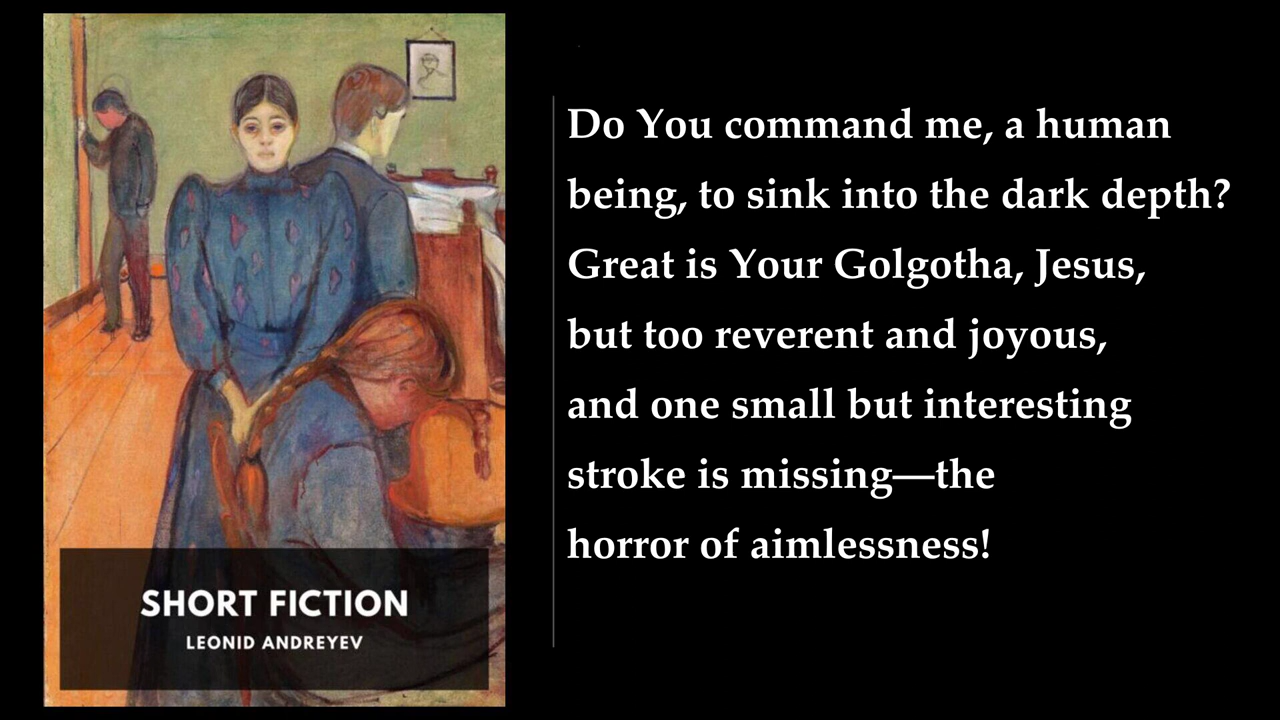 SHORT FICTION
LEONID ANDREYEV
Do You command me, a human
being, to sink into the dark depth?
Great is Your Golgotha, Jesus,
but too reverent and joyous,
and one small but interesting
stroke is missing—the
horror of aimlessness!